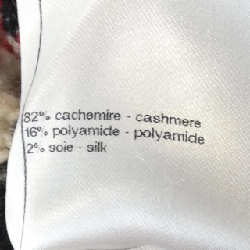 82% cachemire - cashmere
16% polyamide - polyamide
2% soie - silk